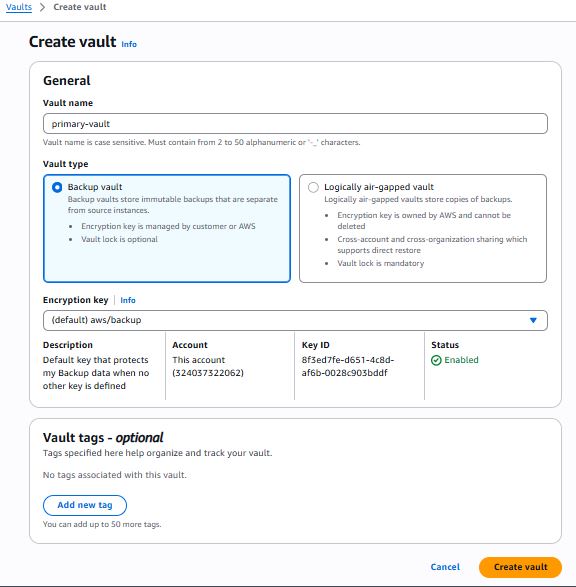 Vaults > Create vault
Create vault Info
General
Vault name
primary-vault
Vault name is case sensitive. Must contain from 2 to 50 alphanumeric or '-_' characters.
Vault type
Backup vault
Backup vaults store immutable backups that are separate
from source instances.
• Encryption key is managed by customer or AWS
• Vault lock is optional
Logically air-gapped vault
Logically air-gapped vaults store copies of backups.
• Encryption key is owned by AWS and cannot be
deleted
• Cross-account and cross-organization sharing which
supports direct restore
• Vault lock is mandatory
Encryption key | Info
(default) aws/backup
Description
Default key that protects
my Backup data when no
other key is defined
Account
This account
(324037322062)
Key ID
8f3ed7fe-d651-4c8d-
af6b-0028c903bddf
Status
Enabled
Vault tags - optional
Tags specified here help organize and track your vault.
No tags associated with this vault.
Add new tag
You can add up to 50 more tags.
Cancel
Create vault